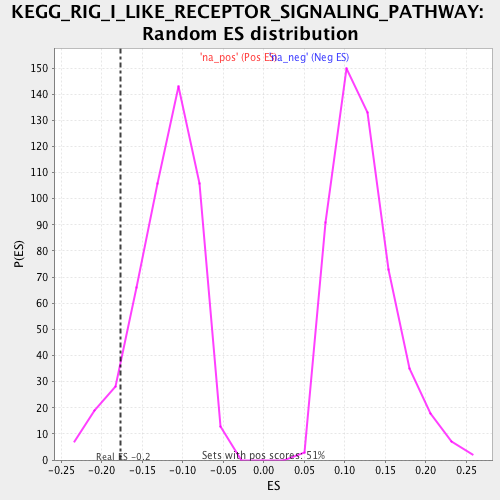 KEGG_RIG_I_LIKE_RECEPTOR_SIGNALING_PATHWAY:
Random ES distribution
'na_pos' (Pos ES) 'na_neg' (Neg ES)
150
140
130
120
110
100
90
80
70
60
50
40
30
20
10
0
P(ES)
Real ES -0.2
Sets with pos scores: 51%
-0.25 -0.20 -0.15 -0.10 -0.05 0.00 0.05 0.10 0.15 0.20 0.25
ES